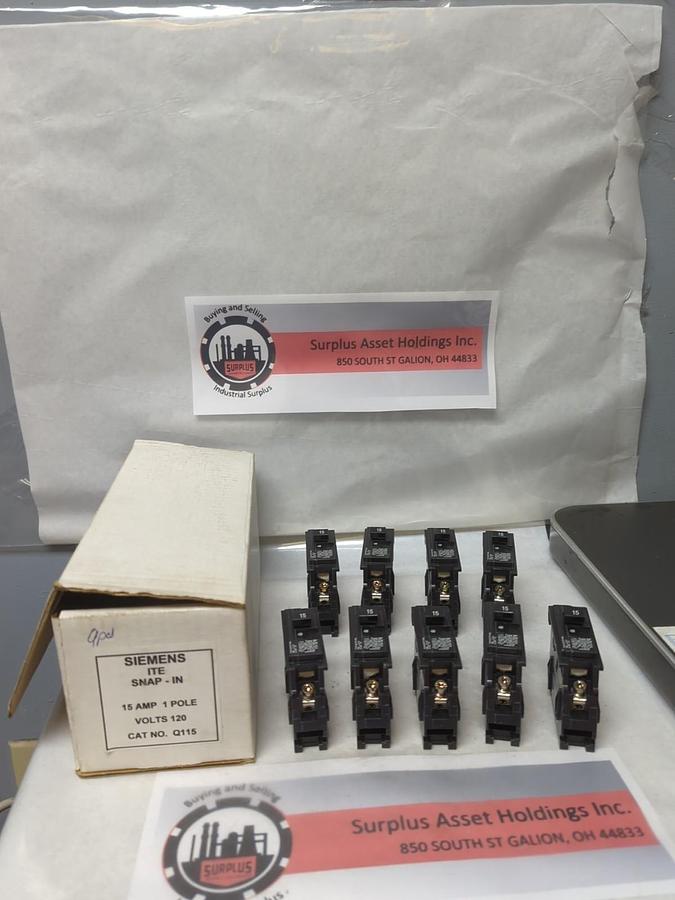 Buying and Selling
SURPLUS
Industrial Surplus
Surplus Asset Holdings Inc.
850 SOUTH ST GALION, OH 44833
15
15
15
15
15
15
15
15
15
SIEMENS
ITE
SNAP - IN
15 AMP 1 POLE
VOLTS 120
CAT NO. Q115
Buying and Selling
SURPLUS
Surplus Asset Holdings Inc.
850 SOUTH ST GALION, OH 44833